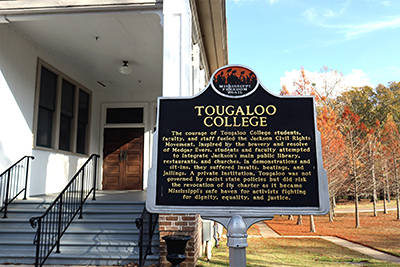 MISSISSIPPI
FREEDOM
TRAIL
TOUGALOO
COLLEGE
The courage of Tougaloo College students,
faculty, and staff fueled the Jackson Civil Rights
Movement. Inspired by the bravery and resolve
of Medgar Evers, students and faculty attempted
to integrate Jackson's main public library,
restaurants, and churches. In demonstrations and
sit-ins, they suffered insults, beatings, and
jailings. A private institution, Tougaloo was not
governed by racist state policies but did risk
the revocation of its charter as it became
Mississippi's safe haven for activists fighting
for dignity, equality, and justice.